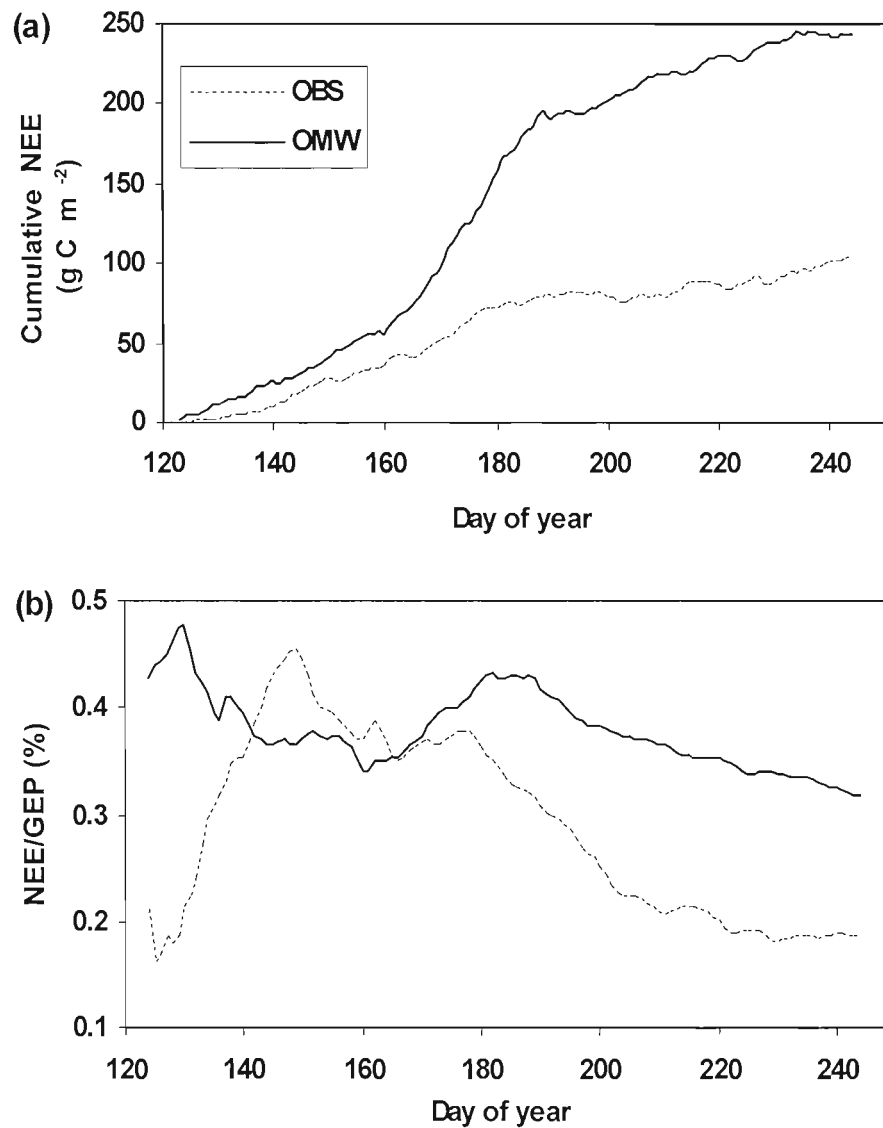 (a)
250
200
150
100
50
0
Cumulative NEE
(g C m -2)
OBS
OMW
120 140 160 180 200 220 240
Day of year
(b)
0.5
0.4
0.3
0.2
0.1
NEE/GEP (%)
120 140 160 180 200 220 240
Day of year